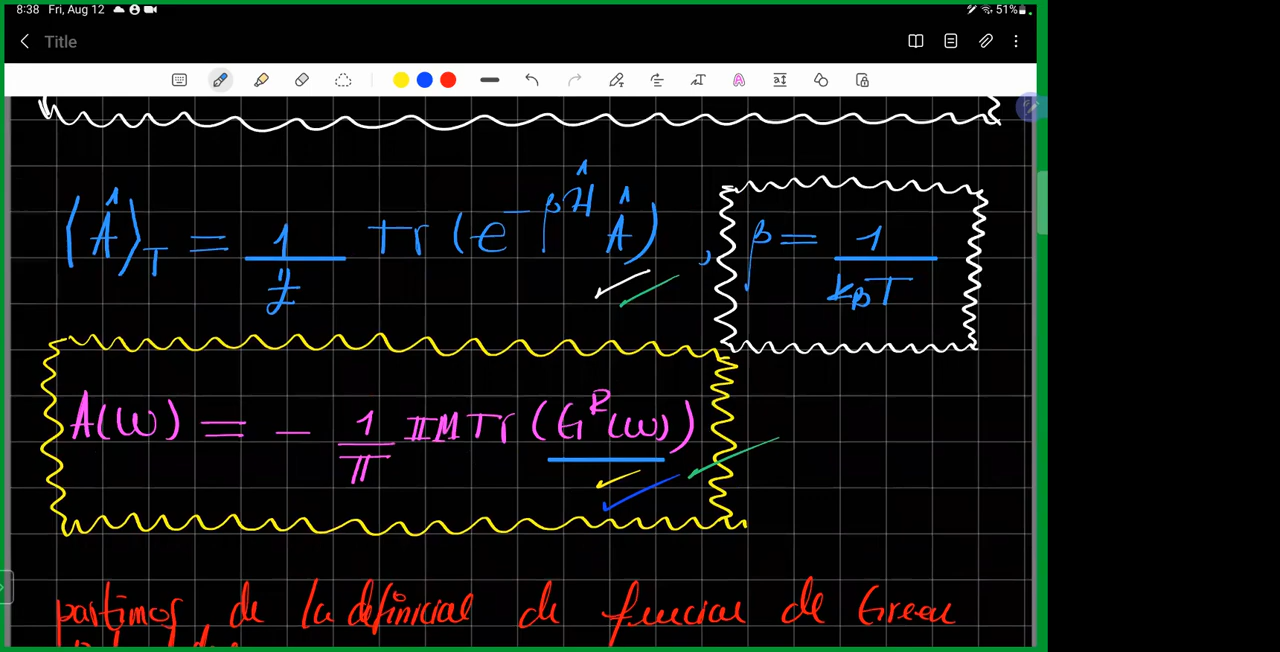 8:38 Fri, Aug 12
51%
Title
⟨Â⟩_T = 1/Z Tr(e^{-βĤ} Â), β = 1/(k_B T)
A(ω) = - 1/π IM Tr (G^R(ω))
partimos de la definicial de funcion de Green